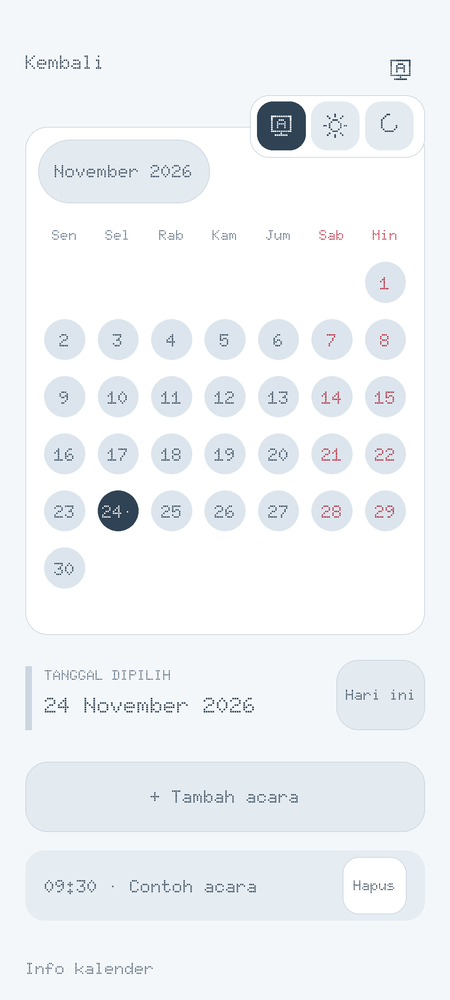 Kembali
November 2026
Sen Sel Rab Kam Jum Sab Min
1
2 3 4 5 6 7 8
9 10 11 12 13 14 15
16 17 18 19 20 21 22
23 24· 25 26 27 28 29
30
TANGGAL DIPILIH
24 November 2026
Hari ini
+ Tambah acara
09:30 · Contoh acara
Hapus
Info kalender